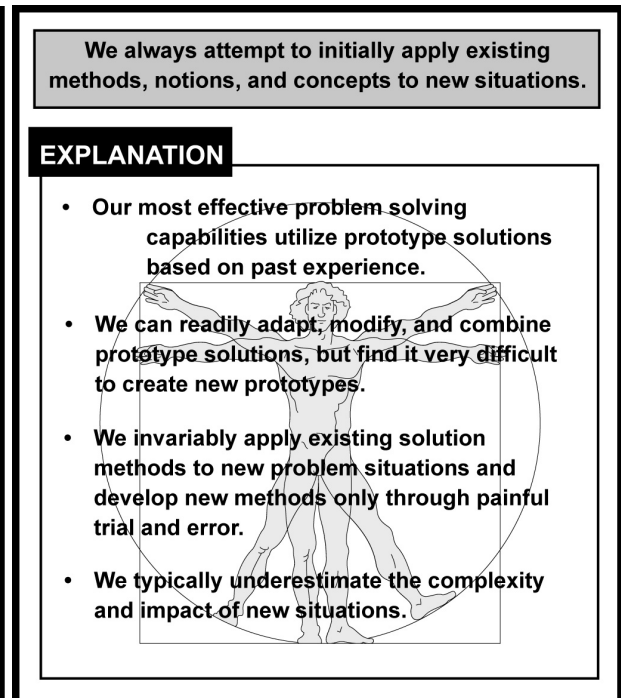 We always attempt to initially apply existing
methods, notions, and concepts to new situations.
EXPLANATION
• Our most effective problem solving
capabilities utilize prototype solutions
based on past experience.
• We can readily adapt, modify, and combine
prototype solutions, but find it very difficult
to create new prototypes.
• We invariably apply existing solution
methods to new problem situations and
develop new methods only through painful
trial and error.
• We typically underestimate the complexity
and impact of new situations.